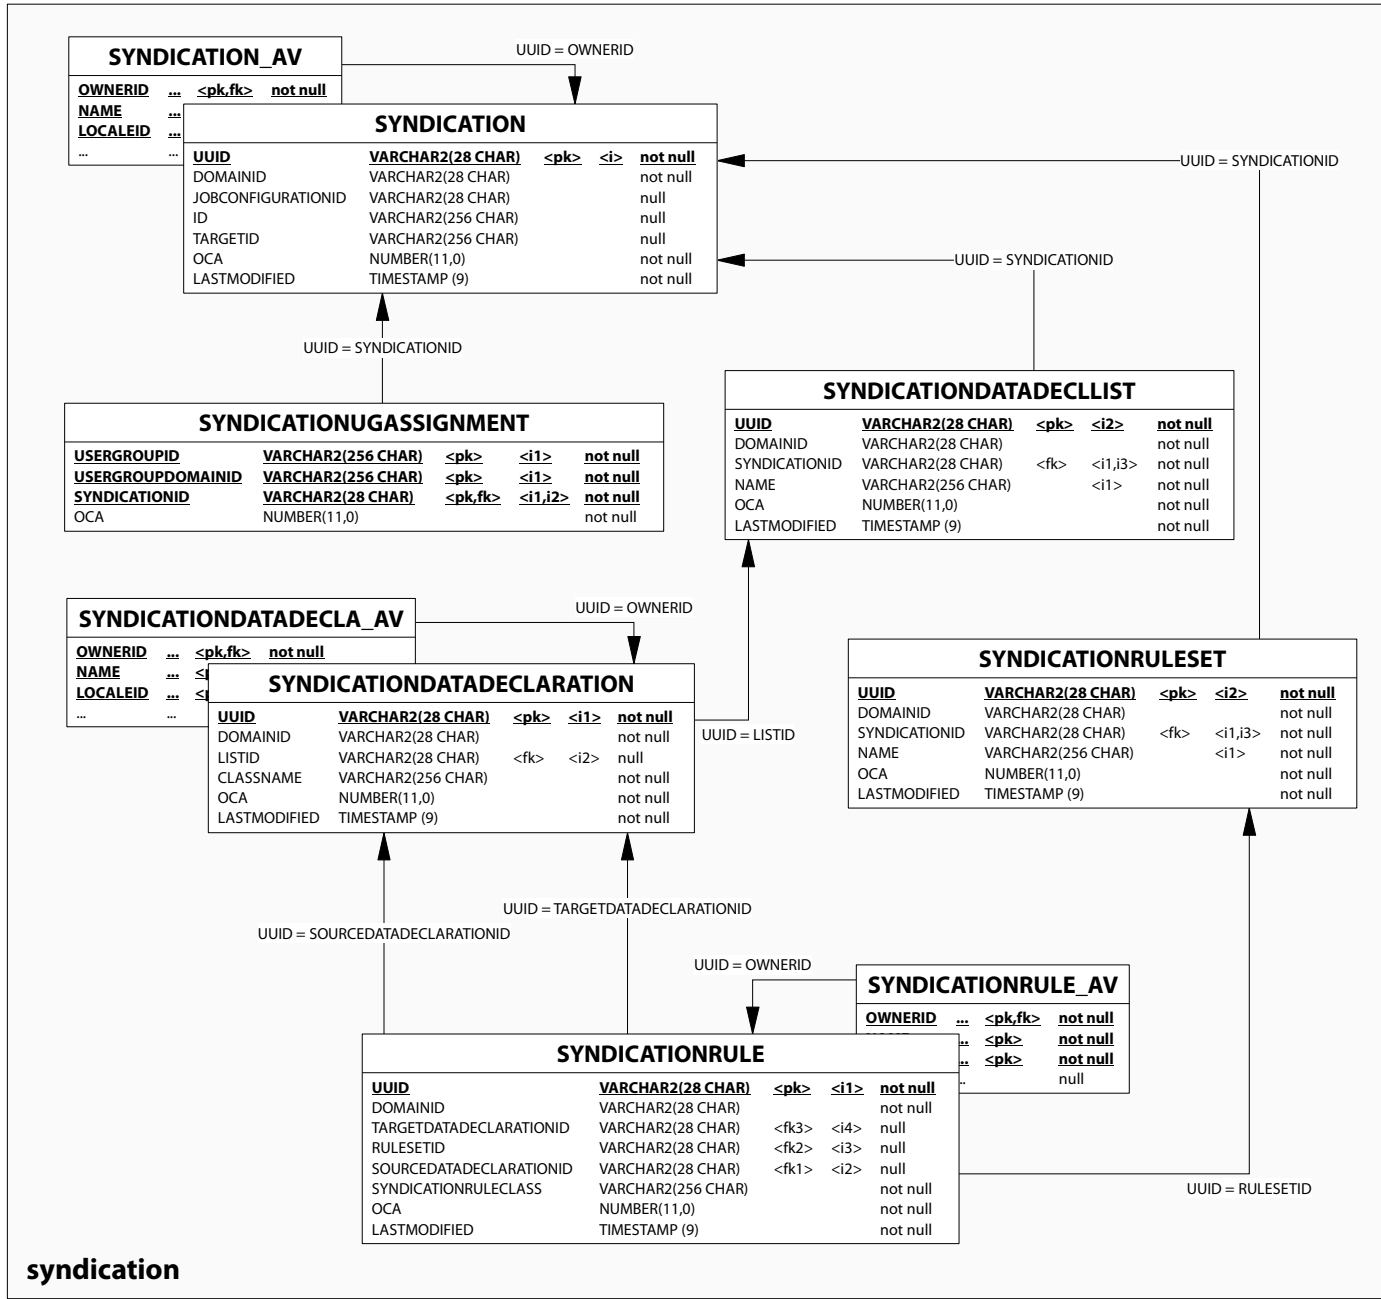 SYNDICATION_AV
OWNERID ... <pk,fk> not null
NAME ...
LOCALEID ...
... ...
UUID = OWNERID
SYNDICATION
UUID VARCHAR2(28 CHAR) <pk> <i> not null
DOMAINID VARCHAR2(28 CHAR) not null
JOBCONFIGURATIONID VARCHAR2(28 CHAR) null
ID VARCHAR2(256 CHAR) null
TARGETID VARCHAR2(256 CHAR) null
OCA NUMBER(11,0) not null
LASTMODIFIED TIMESTAMP (9) not null
UUID = SYNDICATIONID
UUID = SYNDICATIONID
UUID = SYNDICATIONID
SYNDICATIONUGASSIGNMENT
USERGROUPID VARCHAR2(256 CHAR) <pk> <i1> not null
USERGROUPDOMAINID VARCHAR2(256 CHAR) <pk> <i1> not null
SYNDICATIONID VARCHAR2(28 CHAR) <pk,fk> <i1,i2> not null
OCA NUMBER(11,0) not null
SYNDICATIONDATADECLLIST
UUID VARCHAR2(28 CHAR) <pk> <i2> not null
DOMAINID VARCHAR2(28 CHAR) not null
SYNDICATIONID VARCHAR2(28 CHAR) <fk> <i1,i3> not null
NAME VARCHAR2(256 CHAR) <i1> not null
OCA NUMBER(11,0) not null
LASTMODIFIED TIMESTAMP (9) not null
SYNDICATIONDATADECLA_AV
OWNERID ... <pk,fk> not null
NAME ...
LOCALEID ...
... ...
UUID = OWNERID
SYNDICATIONDATADECLARATION
UUID VARCHAR2(28 CHAR) <pk> <i1> not null
DOMAINID VARCHAR2(28 CHAR) not null
LISTID VARCHAR2(28 CHAR) <fk> <i2> null
CLASSNAME VARCHAR2(256 CHAR) not null
OCA NUMBER(11,0) not null
LASTMODIFIED TIMESTAMP (9) not null
UUID = LISTID
SYNDICATIONRULESET
UUID VARCHAR2(28 CHAR) <pk> <i2> not null
DOMAINID VARCHAR2(28 CHAR) not null
SYNDICATIONID VARCHAR2(28 CHAR) <fk> <i1,i3> not null
NAME VARCHAR2(256 CHAR) <i1> not null
OCA NUMBER(11,0) not null
LASTMODIFIED TIMESTAMP (9) not null
UUID = TARGETDATADECLARATIONID
UUID = SOURCEDATADECLARATIONID
UUID = OWNERID
SYNDICATIONRULE_AV
OWNERID ... <pk,fk> not null
... <pk> not null
... <pk> not null
... null
SYNDICATIONRULE
UUID VARCHAR2(28 CHAR) <pk> <i1> not null
DOMAINID VARCHAR2(28 CHAR) not null
TARGETDATADECLARATIONID VARCHAR2(28 CHAR) <fk3> <i4> null
RULESETID VARCHAR2(28 CHAR) <fk2> <i3> null
SOURCEDATADECLARATIONID VARCHAR2(28 CHAR) <fk1> <i2> null
SYNDICATIONRULECLASS VARCHAR2(256 CHAR) not null
OCA NUMBER(11,0) not null
LASTMODIFIED TIMESTAMP (9) not null
UUID = RULESETID
syndication